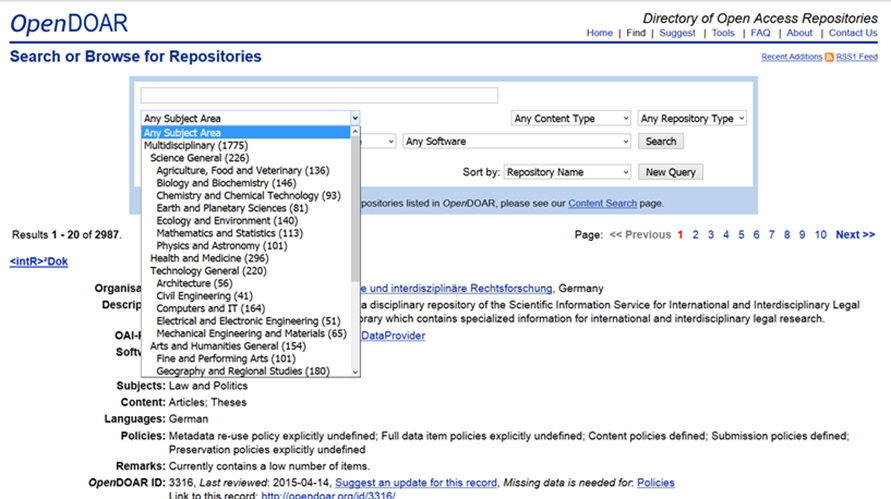 OpenDOAR
Directory of Open Access Repositories
Home | Find | Suggest | Tools | FAQ | About | Contact Us
Search or Browse for Repositories
Recent Additions RSS1 Feed
Any Subject Area
Any Content Type
Any Repository Type
Any Subject Area
Multidisciplinary (1775)
Science General (226)
Agriculture, Food and Veterinary (136)
Biology and Biochemistry (146)
Chemistry and Chemical Technology (93)
Earth and Planetary Sciences (81)
Ecology and Environment (140)
Mathematics and Statistics (113)
Physics and Astronomy (101)
Health and Medicine (296)
Technology General (220)
Architecture (56)
Civil Engineering (41)
Computers and IT (164)
Electrical and Electronic Engineering (51)
Mechanical Engineering and Materials (65)
Arts and Humanities General (154)
Fine and Performing Arts (101)
Geography and Regional Studies (180)
Any Software
Search
Sort by: Repository Name
New Query
positories listed in OpenDOAR, please see our Content Search page.
Results 1 - 20 of 2987.
Page: << Previous 1 2 3 4 5 6 7 8 9 10 Next >>
<intR>²Dok
Organisa e und interdisziplinäre Rechtsforschung, Germany
Descrip a disciplinary repository of the Scientific Information Service for International and Interdisciplinary Legal
brary which contains specialized information for international and interdisciplinary legal research.
OAI-P DataProvider
Softw
Subjects: Law and Politics
Content: Articles; Theses
Languages: German
Policies: Metadata re-use policy explicitly undefined; Full data item policies explicitly undefined; Content policies defined; Submission policies defined;
Preservation policies explicitly undefined
Remarks: Currently contains a low number of items.
OpenDOAR ID: 3316, Last reviewed: 2015-04-14, Suggest an update for this record, Missing data is needed for: Policies
Link to this record: http://opendoar.org/id/3316/